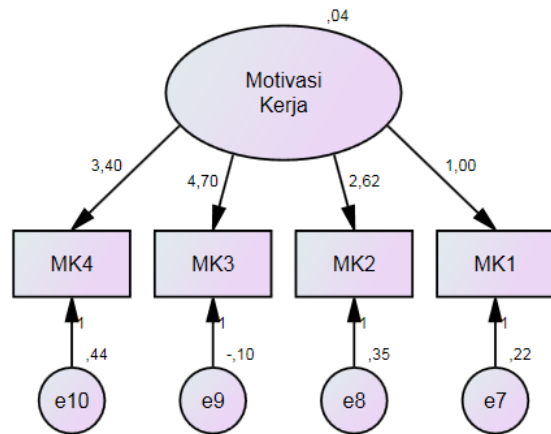 ,04
Motivasi
Kerja
3,40
4,70
2,62
1,00
MK4
MK3
MK2
MK1
1
1
1
1
,44
-,10
,35
,22
e10
e9
e8
e7